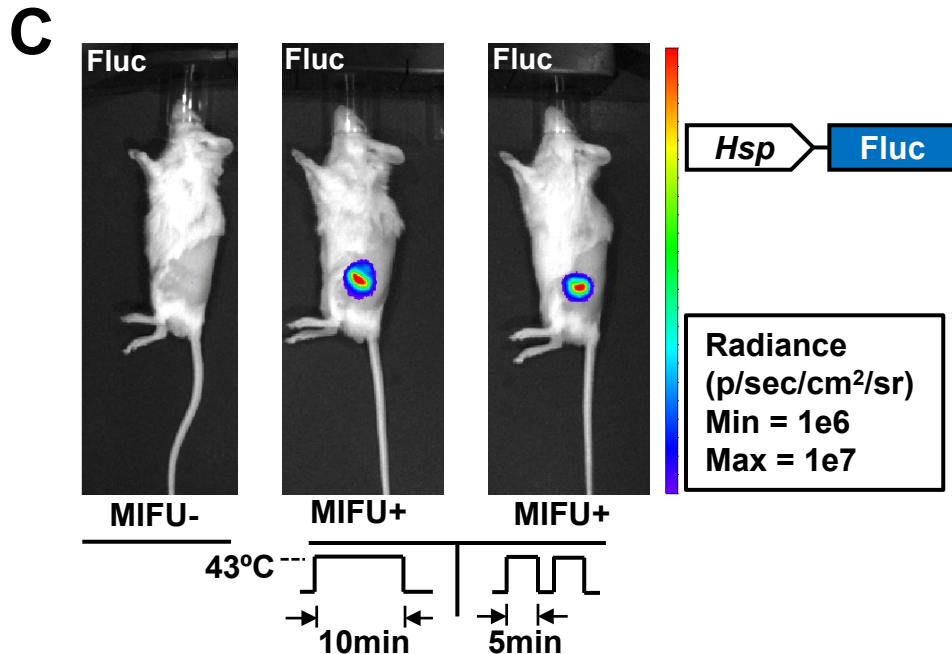 C
Fluc
Fluc
Fluc
Hsp
Fluc
Radiance
(p/sec/cm²/sr)
Min = 1e6
Max = 1e7
MIFU-
MIFU+
MIFU+
43ºC
10min
5min